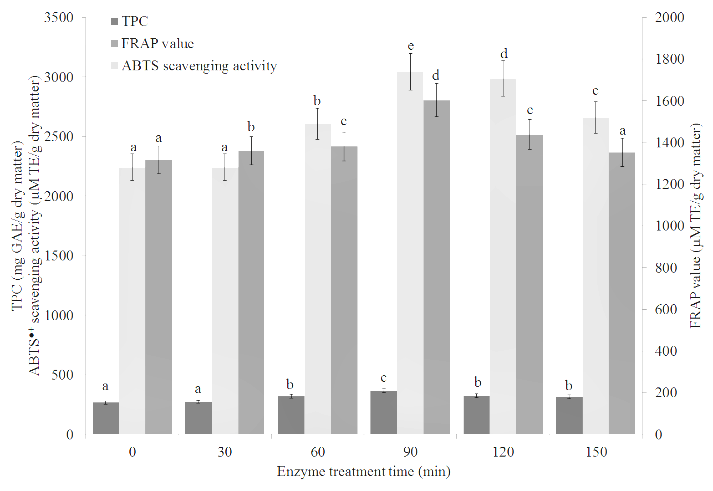 3500
3000
2500
2000
1500
1000
500
0
TPC (mg GAE/g dry matter)
ABTS•+ scavenging activity (µM TE/g dry matter)
TPC
FRAP value
ABTS scavenging activity
a a a
a a b
b b c
c e d
b d c
b c a
2000
1800
1600
1400
1200
1000
800
600
400
200
0
FRAP value (µM TE/g dry matter)
0 30 60 90 120 150
Enzyme treatment time (min)